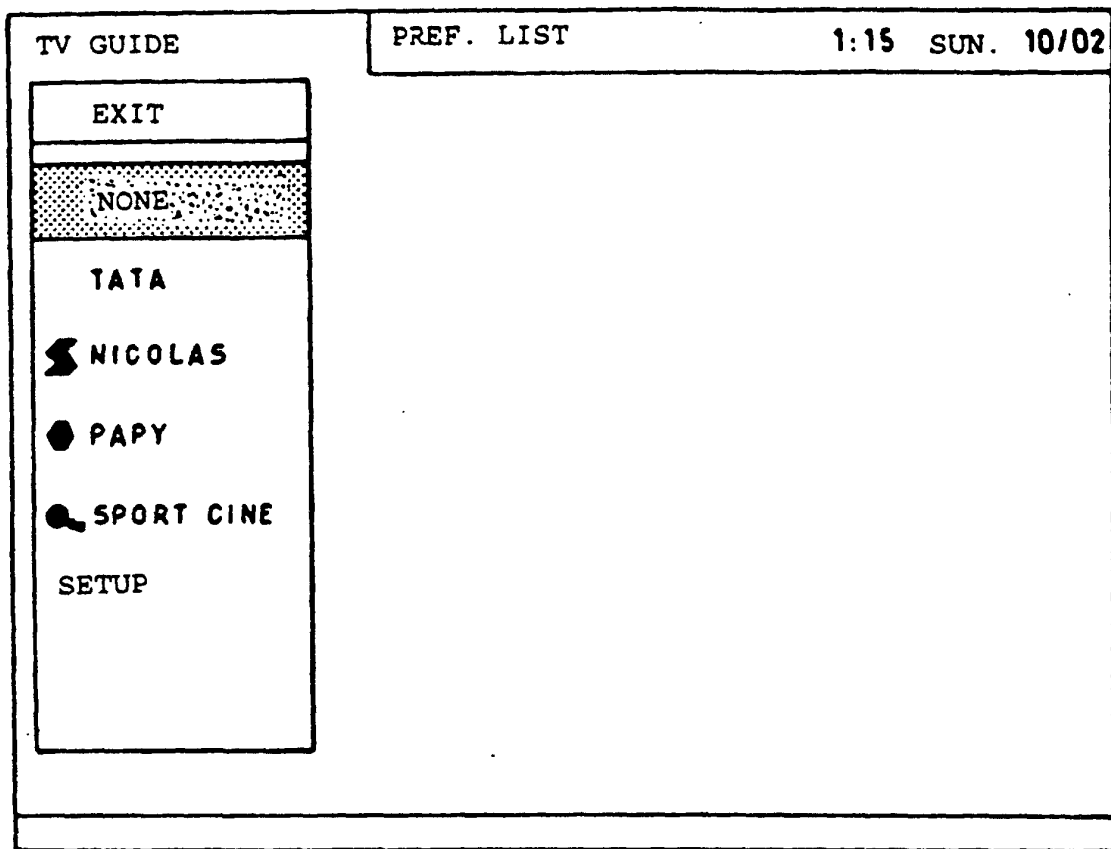 TV GUIDE
PREF. LIST 1:15 SUN. 10/02
EXIT
NONE
TATA
NICOLAS
PAPY
SPORT CINE
SETUP